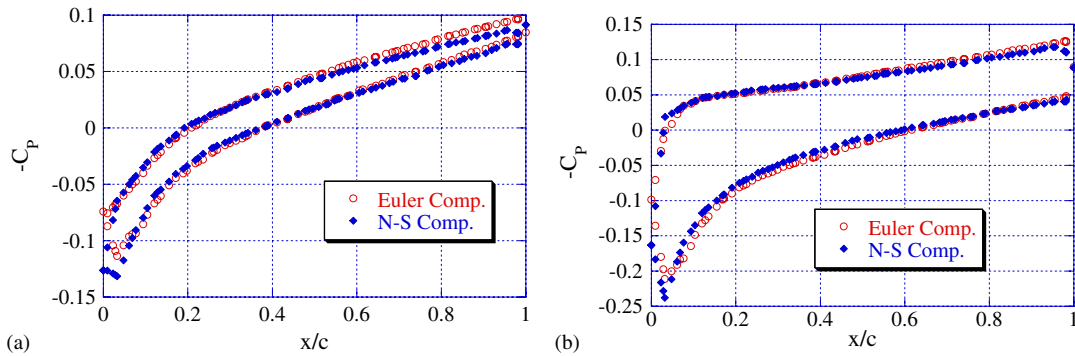 0.1
0.05
0
-0.05
-0.1
-0.15
-C_P
Euler Comp.
N-S Comp.
0 0.2 0.4 0.6 0.8 1
x/c
(a)
0.15
0.1
0.05
0
-0.05
-0.1
-0.15
-0.2
-0.25
-C_P
Euler Comp.
N-S Comp.
0 0.2 0.4 0.6 0.8 1
x/c
(b)